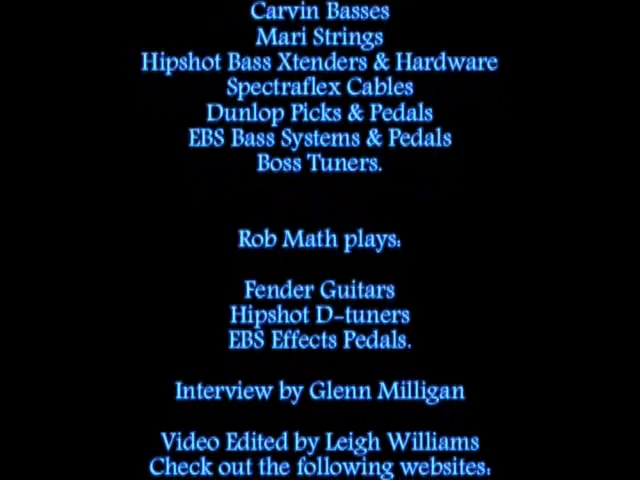 Carvin Basses
Mari Strings
Hipshot Bass Xtenders & Hardware
Spectraflex Cables
Dunlop Picks & Pedals
EBS Bass Systems & Pedals
Boss Tuners.
Rob Math plays:
Fender Guitars
Hipshot D-tuners
EBS Effects Pedals.
Interview by Glenn Milligan
Video Edited by Leigh Williams
Check out the following websites: